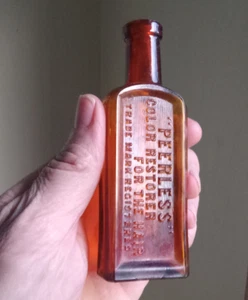 "PEERLESS"
COLOR RESTORER
FOR THE HAIR
TRADE MARK REGISTERED